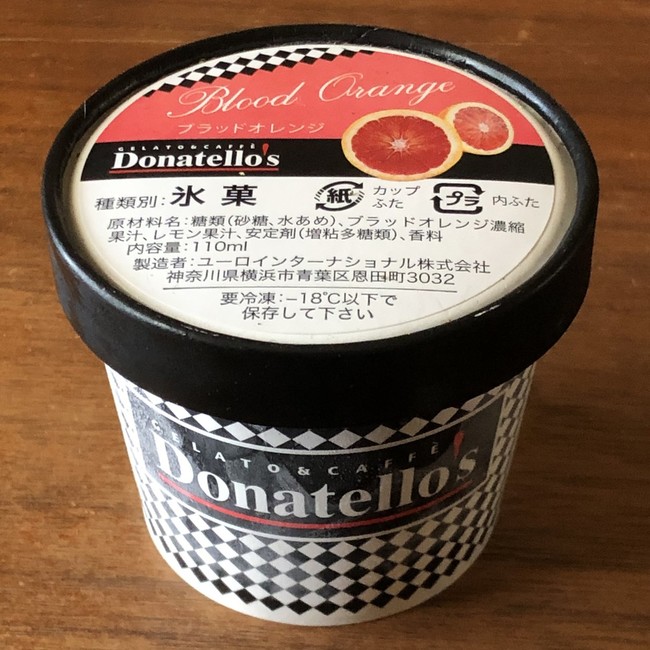 Blood Orange
ブラッドオレンジ
GELATO&CAFFÈ
Donatello's
種類別: 氷菓 紙 カップ ふた プラ 内ふた
原材料名:糖類(砂糖、水あめ)、ブラッドオレンジ濃縮
果汁、レモン果汁、安定剤(増粘多糖類)、香料
内容量:110ml
製造者:ユーロインターナショナル株式会社
神奈川県横浜市青葉区恩田町3032
要冷凍:−18℃以下で
保存して下さい
GELATO&CAFFÈ
Donatello's